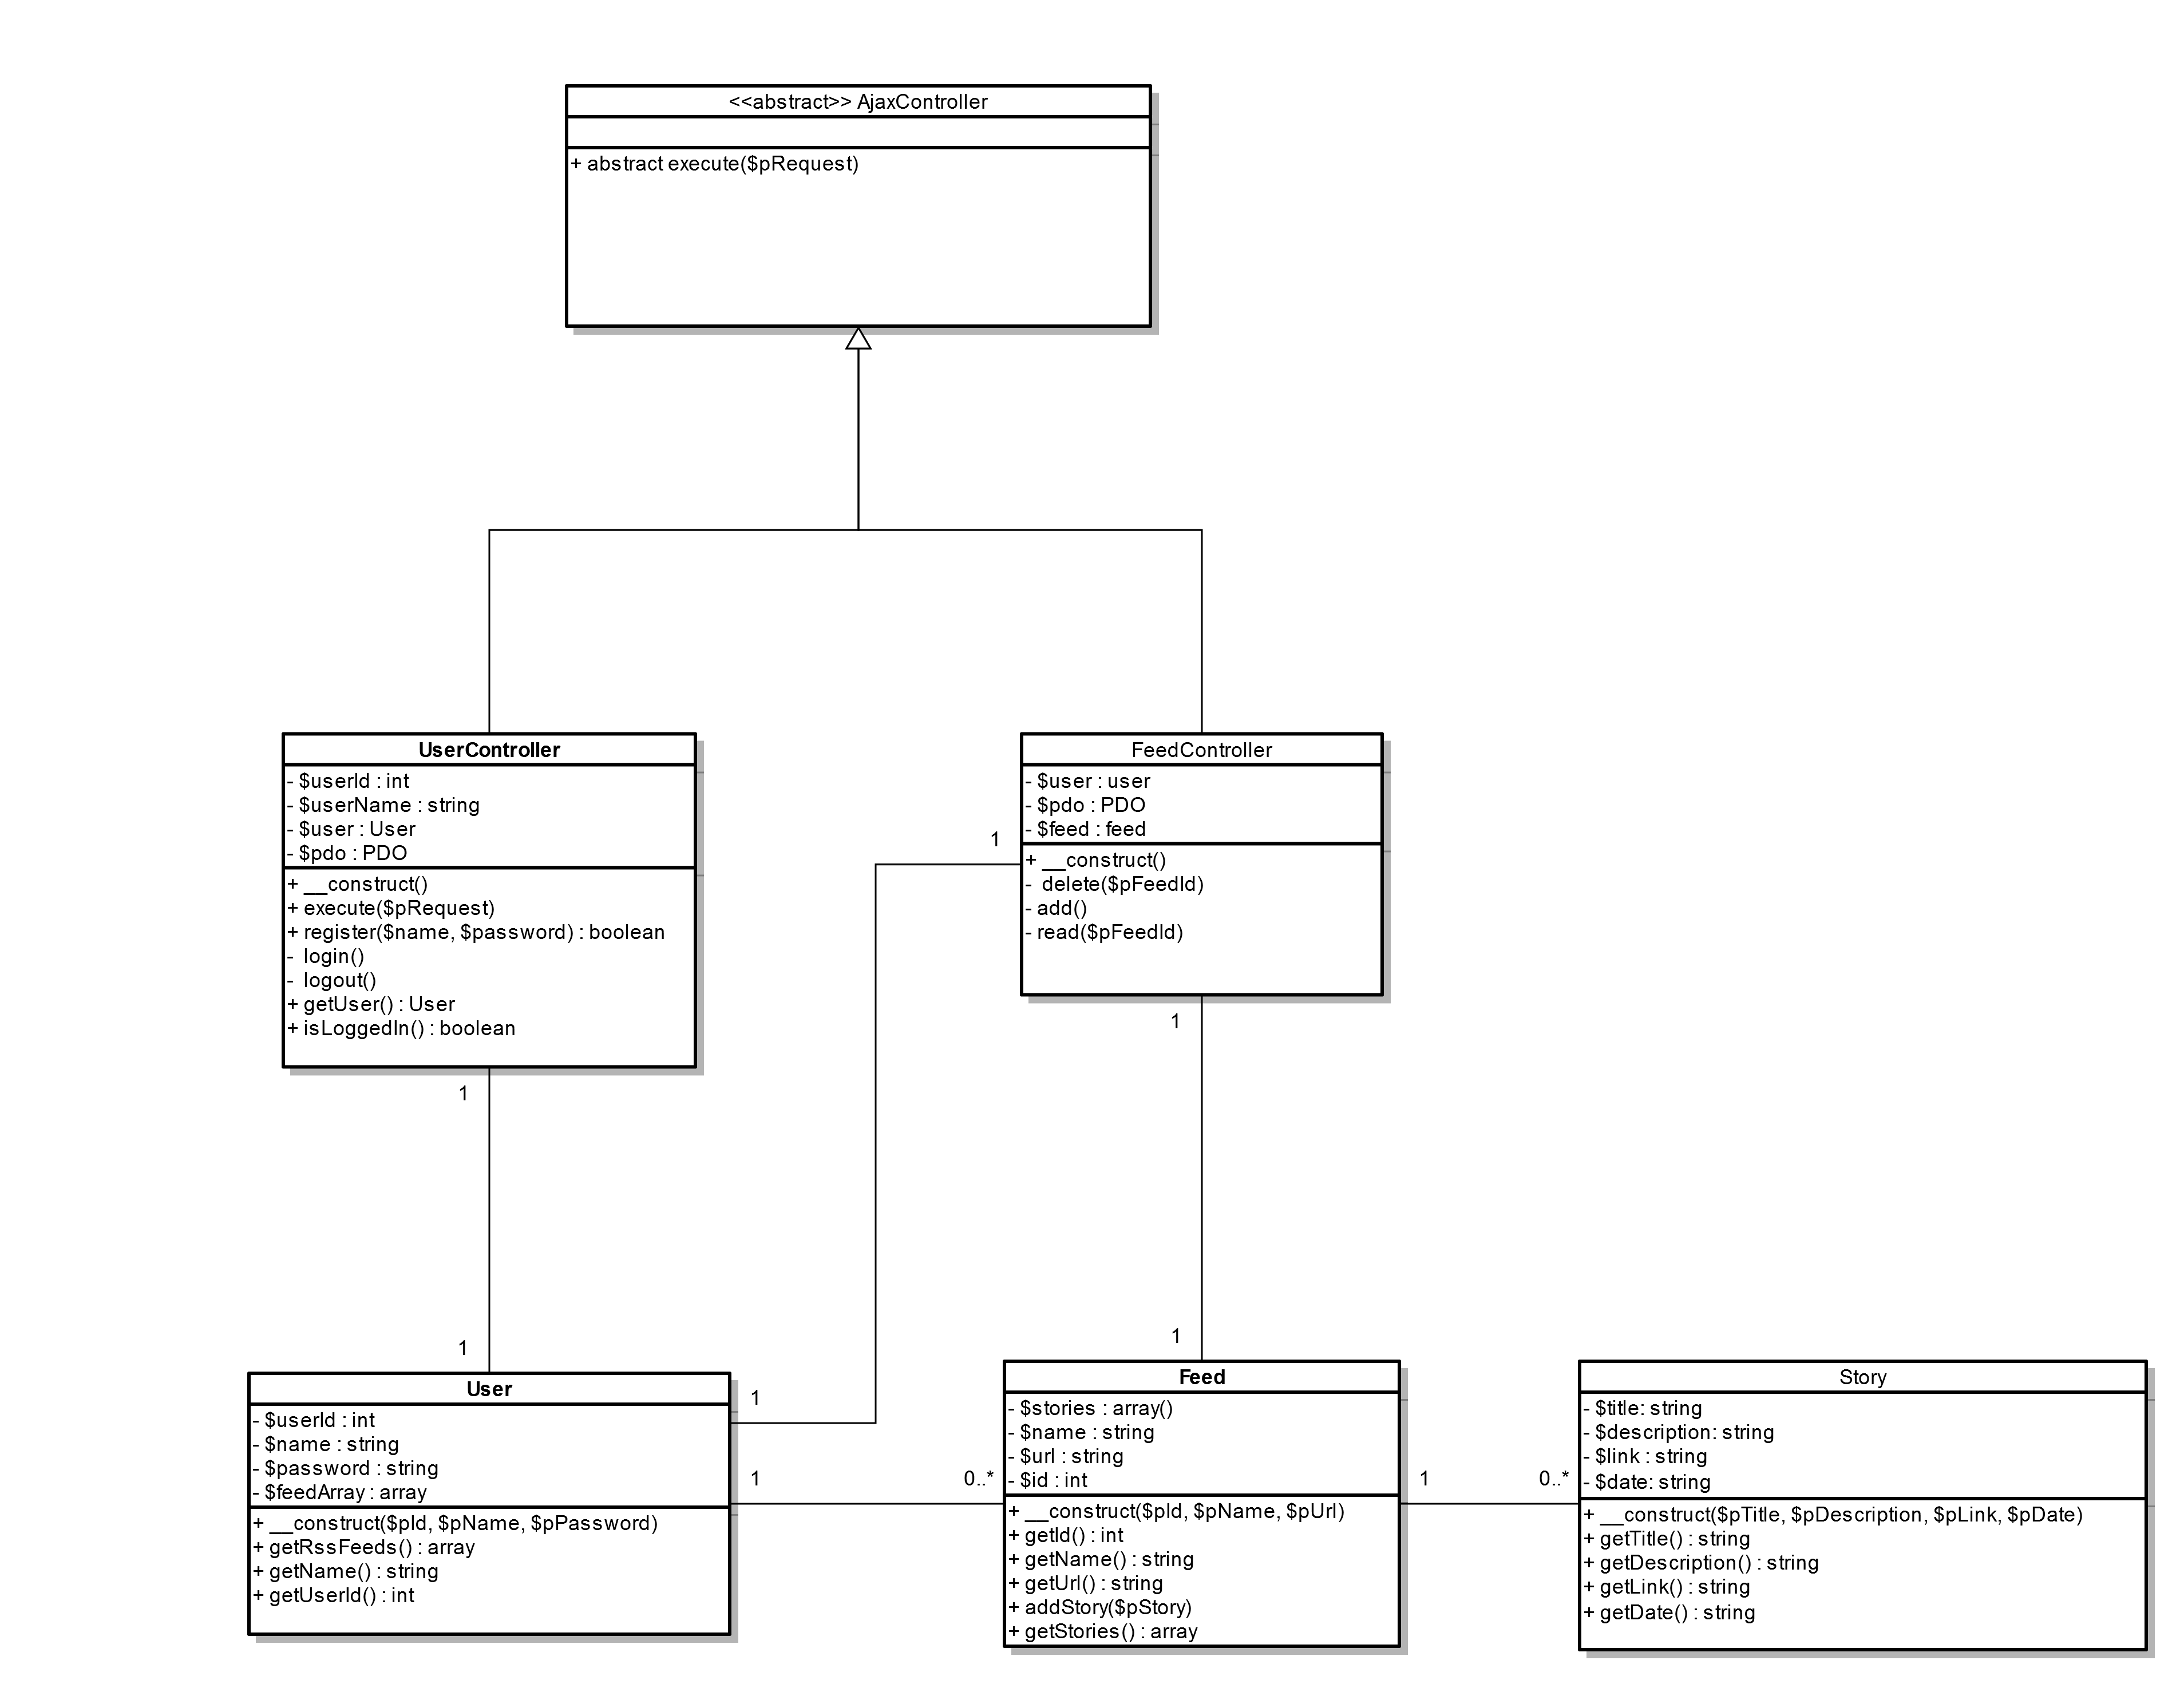 <<abstract>> AjaxController
+ abstract execute($pRequest)
UserController
- $userId : int
- $userName : string
- $user : User
- $pdo : PDO
+ __construct()
+ execute($pRequest)
+ register($name, $password) : boolean
- login()
- logout()
+ getUser() : User
+ isLoggedIn() : boolean
1
FeedController
- $user : user
- $pdo : PDO
- $feed : feed
+ __construct()
- delete($pFeedId)
- add()
- read($pFeedId)
1
1
1
User
- $userId : int
- $name : string
- $password : string
- $feedArray : array
+ __construct($pId, $pName, $pPassword)
+ getRssFeeds() : array
+ getName() : string
+ getUserId() : int
1
1
0..*
1
Feed
- $stories : array()
- $name : string
- $url : string
- $id : int
+ __construct($pId, $pName, $pUrl)
+ getId() : int
+ getName() : string
+ getUrl() : string
+ addStory($pStory)
+ getStories() : array
1
0..*
Story
- $title: string
- $description: string
- $link : string
- $date: string
+ __construct($pTitle, $pDescription, $pLink, $pDate)
+ getTitle() : string
+ getDescription() : string
+ getLink() : string
+ getDate() : string